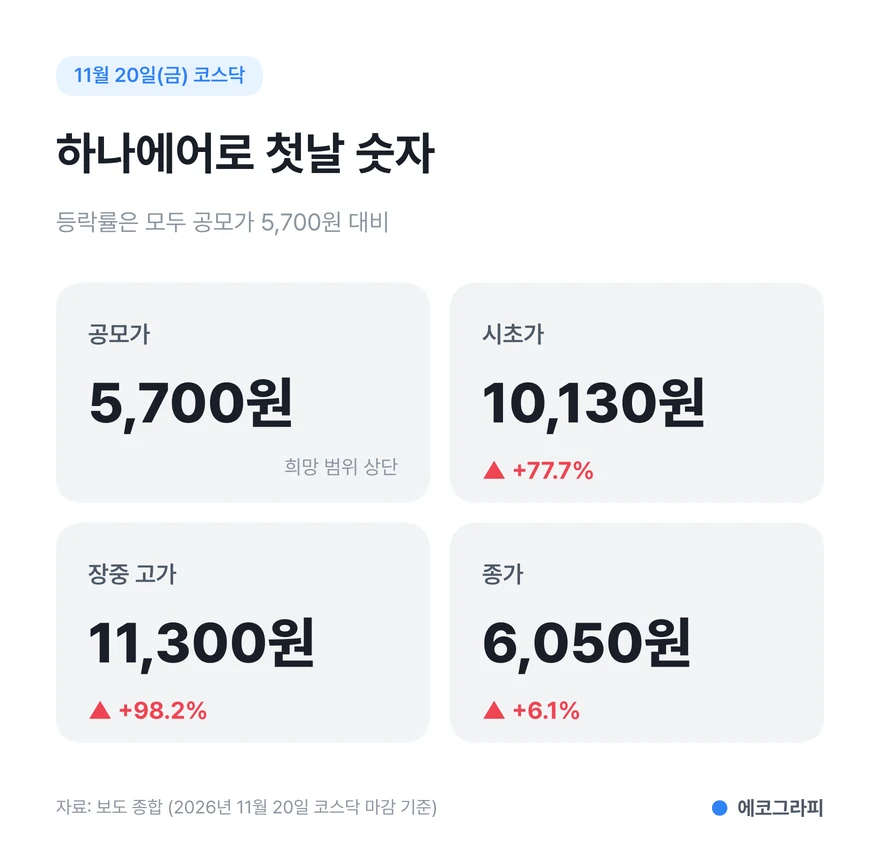 11월 20일(금) 코스닥
하나에어로 첫날 숫자
등락률은 모두 공모가 5,700원 대비
공모가
5,700원
희망 범위 상단
시초가
10,130원
▲ +77.7%
장중 고가
11,300원
▲ +98.2%
종가
6,050원
▲ +6.1%
자료: 보도 종합 (2026년 11월 20일 코스닥 마감 기준)
에코그라피